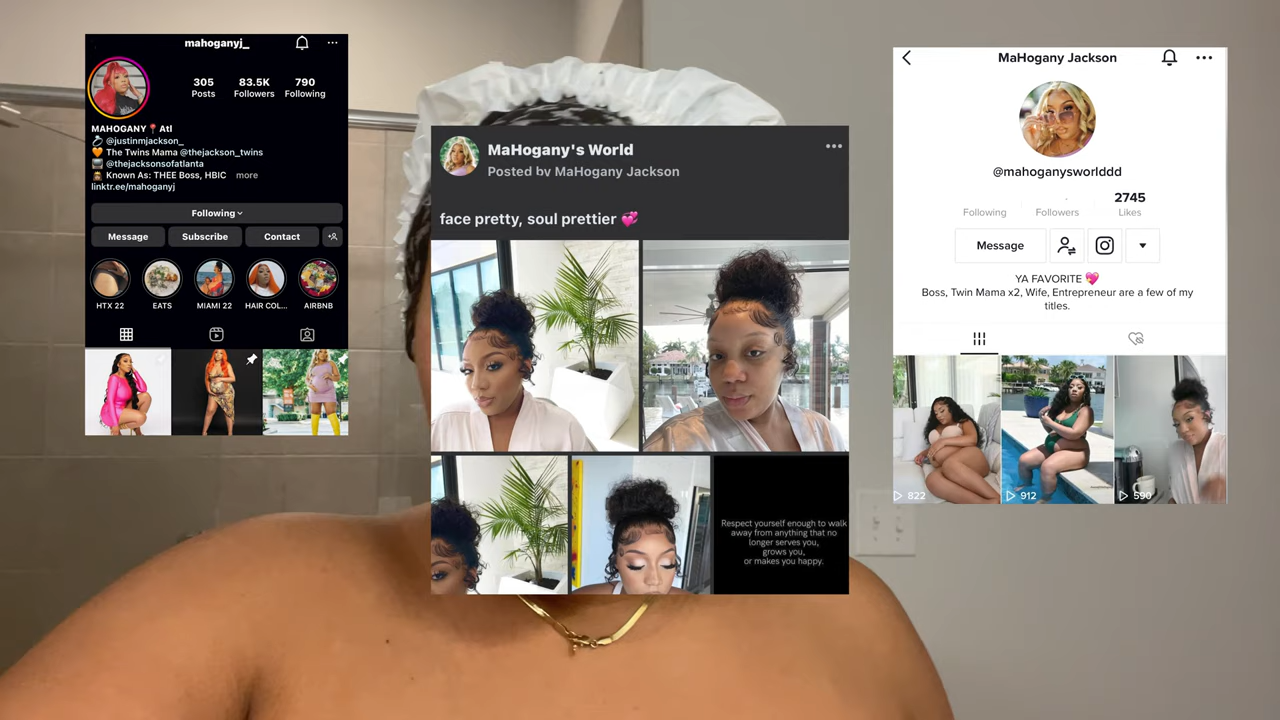 mahoganyj_
305 83.5K 790
Posts Followers Following
MAHOGANY📍Atl
💍 @justinmjackson_
🧡 The Twins Mama @thejackson_twins
@thejacksonsofatlanta
Known As: THEE Boss, HBIC more
linktr.ee/mahoganyj
Following
Message Subscribe Contact
HTX 22 EATS MIAMI 22 HAIR COL... AIRBNB
MaHogany's World
Posted by MaHogany Jackson
face pretty, soul prettier 💞
Respect yourself enough to walk
away from anything that no
longer serves you,
grows you,
or makes you happy.
MaHogany Jackson
@mahoganysworlddd
2745
Following Followers Likes
Message
YA FAVORITE 💖
Boss, Twin Mama x2, Wife, Entrepreneur are a few of my
titles.
822 912 590